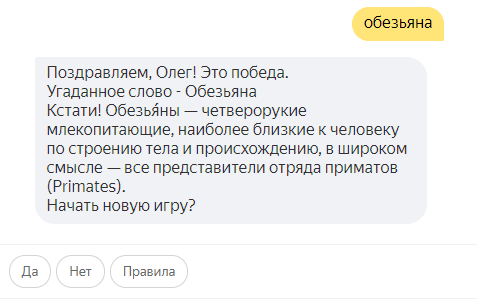 обезьяна
Поздравляем, Олег! Это победа.
Угаданное слово - Обезьяна
Кстати! Обезья́ны — четверорукие
млекопитающие, наиболее близкие к человеку
по строению тела и происхождению, в широком
смысле — все представители отряда приматов
(Primates).
Начать новую игру?
Да
Нет
Правила